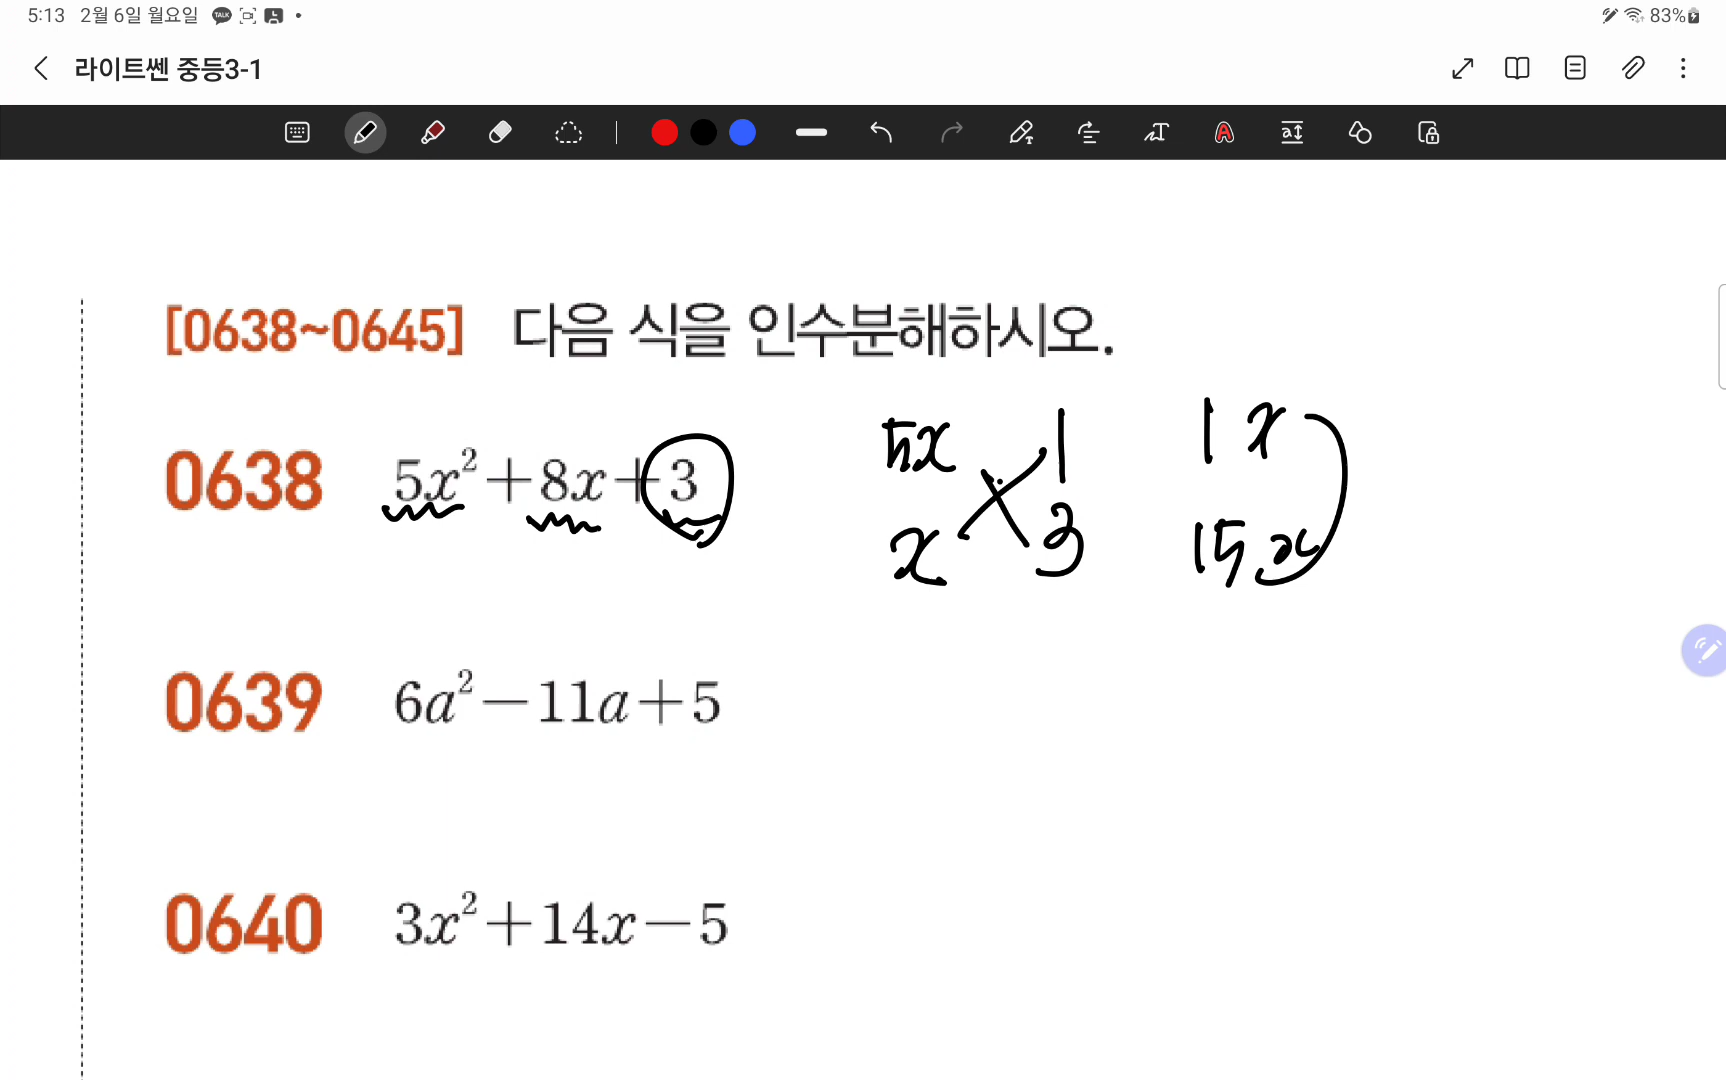 5:13 2월 6일 월요일 TALK 83%
라이트쎈 중등3-1
[0638~0645] 다음 식을 인수분해하시오.
0638 5x²+8x+3
5x 1 1x
x 3 15x
0639 6a²−11a+5
0640 3x²+14x−5